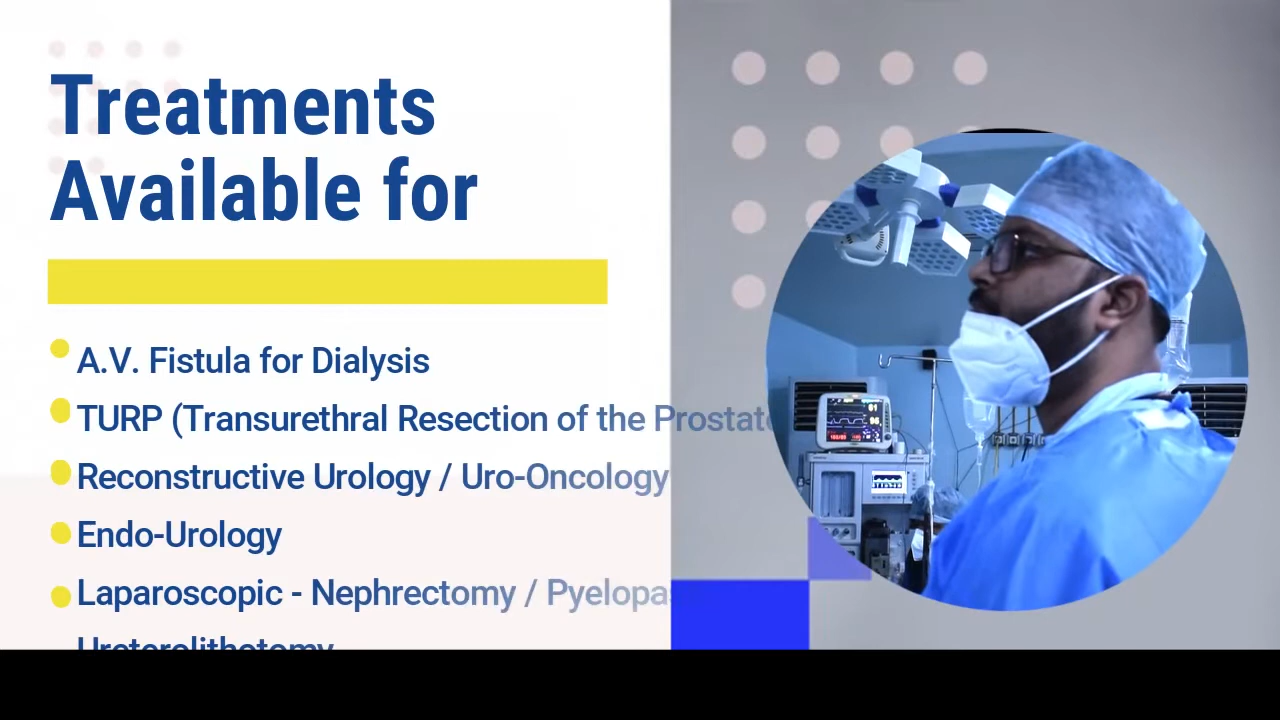 Treatments
Available for
A.V. Fistula for Dialysis
TURP (Transurethral Resection of the Prostate
Reconstructive Urology / Uro-Oncology
Endo-Urology
Laparoscopic - Nephrectomy /
Ureterolithotomy